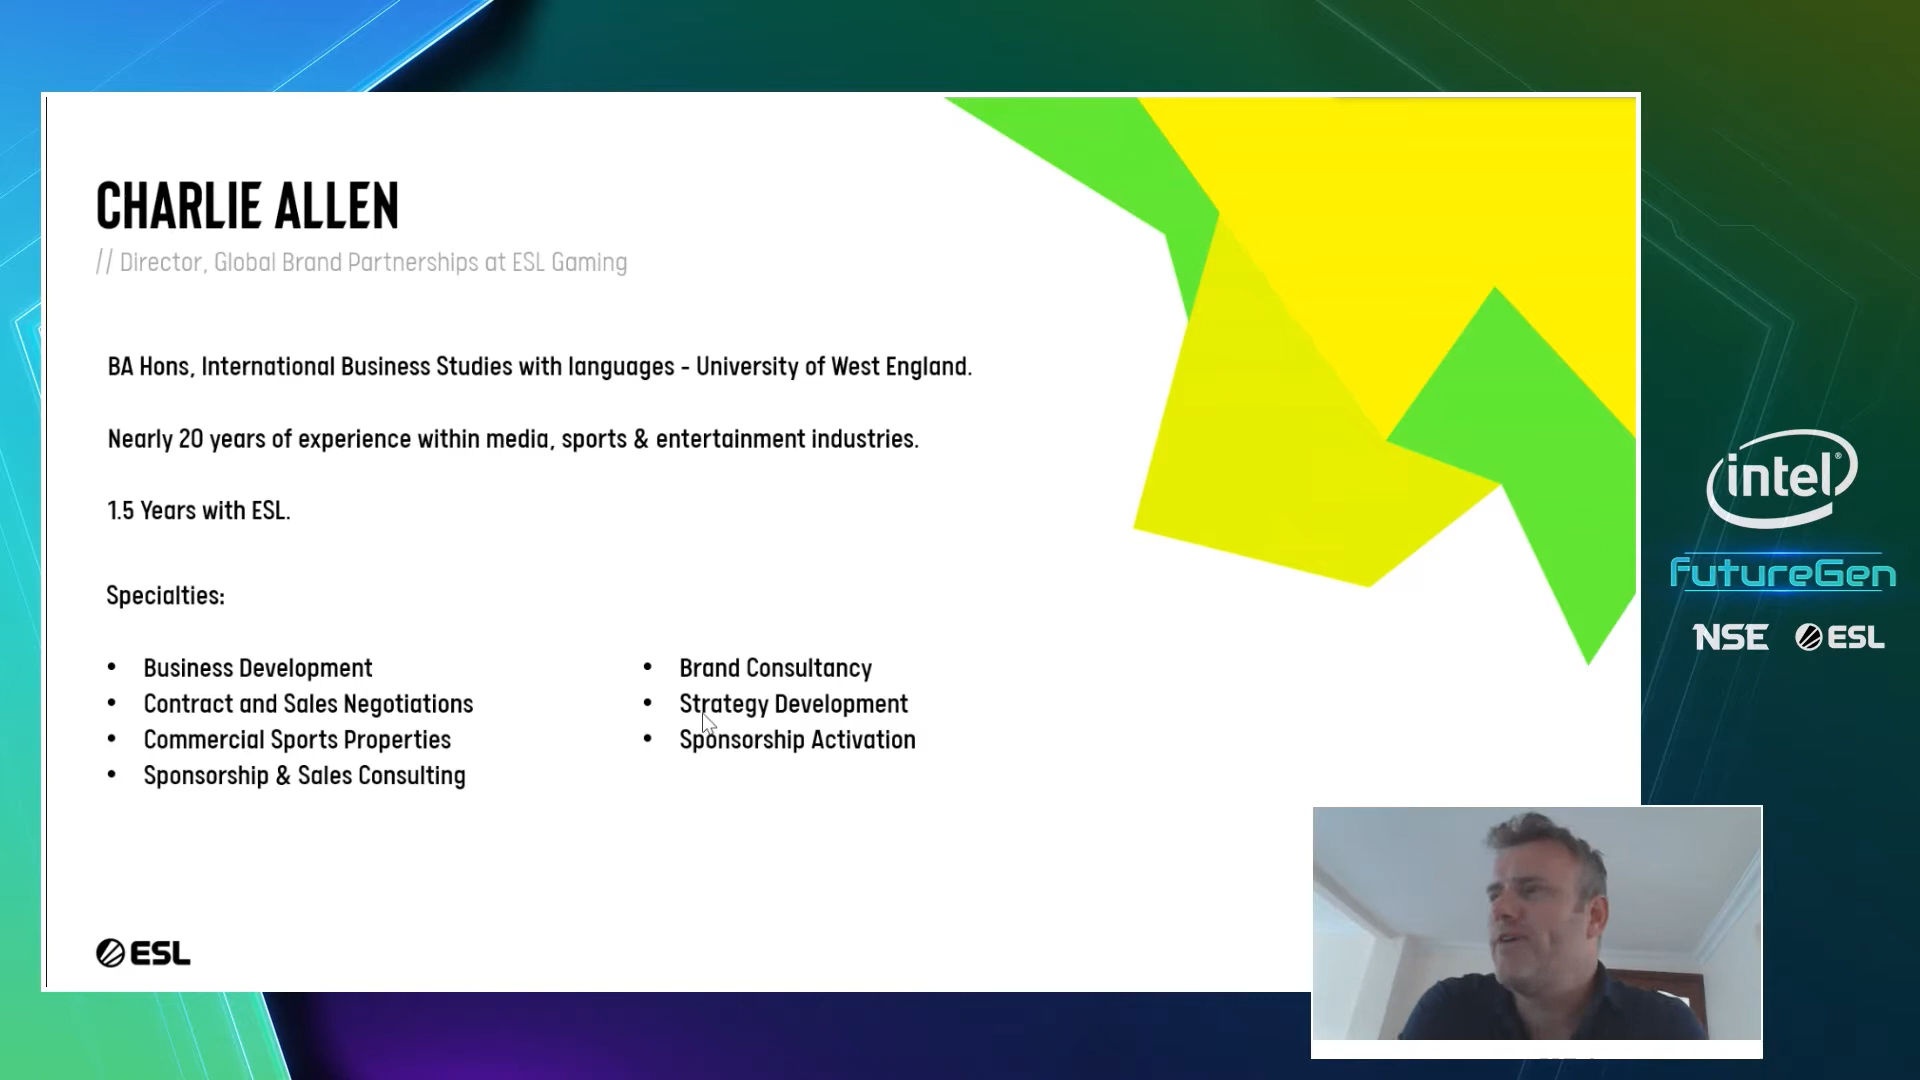 CHARLIE ALLEN
// Director, Global Brand Partnerships at ESL Gaming
BA Hons, International Business Studies with languages - University of West England.
Nearly 20 years of experience within media, sports & entertainment industries.
1.5 Years with ESL.
Specialties:
• Business Development
• Contract and Sales Negotiations
• Commercial Sports Properties
• Sponsorship & Sales Consulting
• Brand Consultancy
• Strategy Development
• Sponsorship Activation
ESL
intel®
FutureGen
NSE ESL